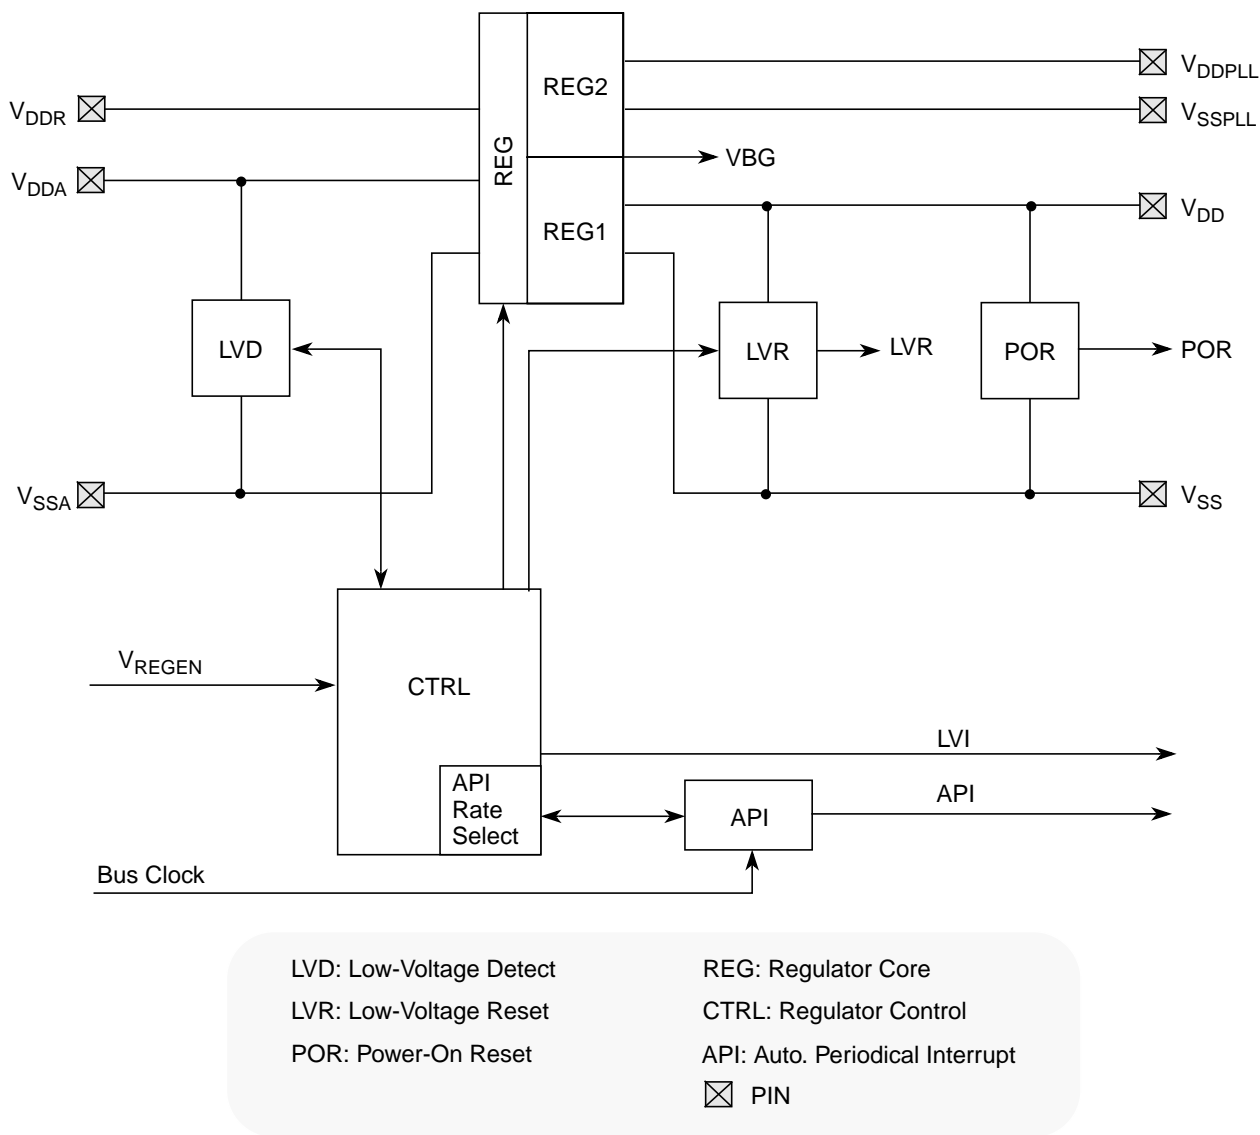 VDDPLL
REG2
VDDR
VSSPLL
REG
VBG
VDDA
REG1
VDD
LVD
LVR
LVR
POR
POR
VSSA
VSS
VREGEN
CTRL
LVI
API
Rate
Select
API
API
Bus Clock
LVD: Low-Voltage Detect
REG: Regulator Core
LVR: Low-Voltage Reset
CTRL: Regulator Control
POR: Power-On Reset
API: Auto. Periodical Interrupt
PIN